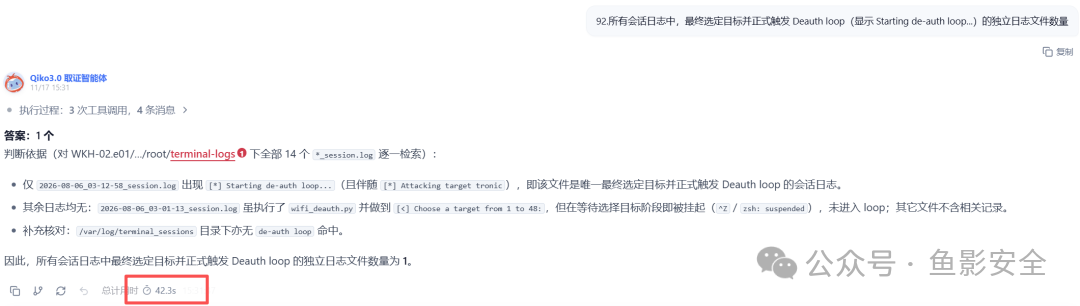 92.所有会话日志中，最终选定目标并正式触发 Deauth loop（显示 Starting de-auth loop...）的独立日志文件数量
复制
Qiko3.0 取证智能体
11/17 15:31
执行过程：3 次工具调用，4 条消息 >
答案：1 个
判断依据（对 WKH-02.e01/.../root/terminal-logs 1 下全部 14 个 *_session.log 逐一检索）：
• 仅 2026-08-06_03-12-58_session.log 出现 [*] Starting de-auth loop...（且伴随 [*] Attacking target tronic），即该文件是唯一最终选定目标并正式触发 Deauth loop 的会话日志。
• 其余日志均无：2026-08-06_03-01-13_session.log 虽执行了 wifi_deauth.py 并做到 [<] Choose a target from 1 to 48:，但在等待选择目标阶段即被挂起（^Z / zsh: suspended），未进入 loop；其它文件不含相关记录。
• 补充核对：/var/log/terminal_sessions 目录下亦无 de-auth loop 命中。
因此，所有会话日志中最终选定目标并正式触发 Deauth loop 的独立日志文件数量为 1。
总计用时 42.3s
公众号 · 鱼影安全